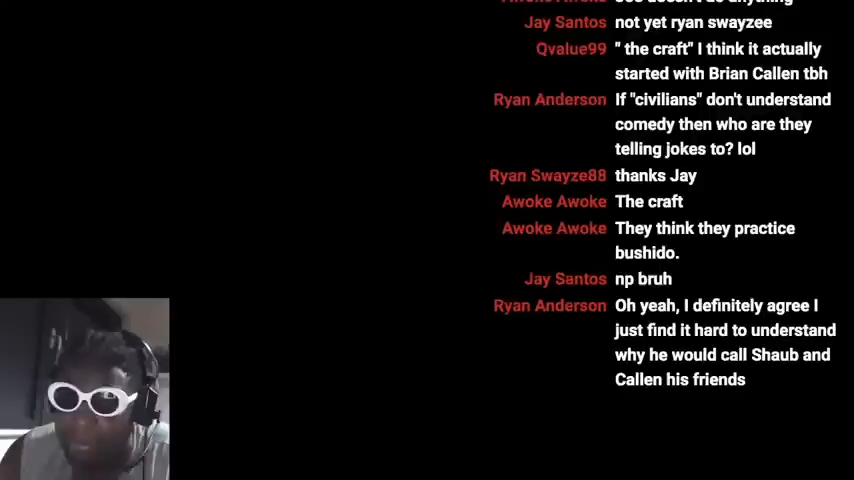 Jay Santos not yet ryan swayzee
Qvalue99 " the craft" I think it actually
started with Brian Callen tbh
Ryan Anderson If "civilians" don't understand
comedy then who are they
telling jokes to? lol
Ryan Swayze88 thanks Jay
Awoke Awoke The craft
Awoke Awoke They think they practice
bushido.
Jay Santos np bruh
Ryan Anderson Oh yeah, I definitely agree I
just find it hard to understand
why he would call Shaub and
Callen his friends